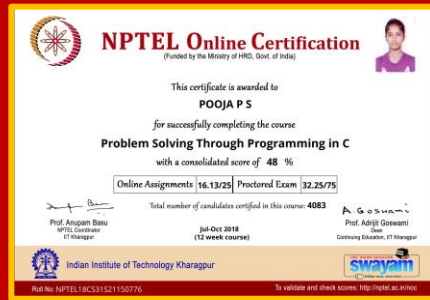 NPTEL Online Certification
(Funded by the Ministry of HRD, Govt. of India)
This certificate is awarded to
POOJA P S
for successfully completing the course
Problem Solving Through Programming in C
with a consolidated score of 48 %
Online Assignments 16.13/25 Proctored Exam 32.25/75
Total number of candidates certified in this course: 4083
Prof. Anupam Basu
NPTEL Coordinator
IIT Kharagpur
Jul-Oct 2018
(12 week course)
A. Goswami
Prof. Adrijit Goswami
Dean
Continuing Education, IIT Kharagpur
Indian Institute of Technology Kharagpur
swayam
Roll No: NPTEL18CS31S21150776
To validate and check scores: http://nptel.ac.in/noc